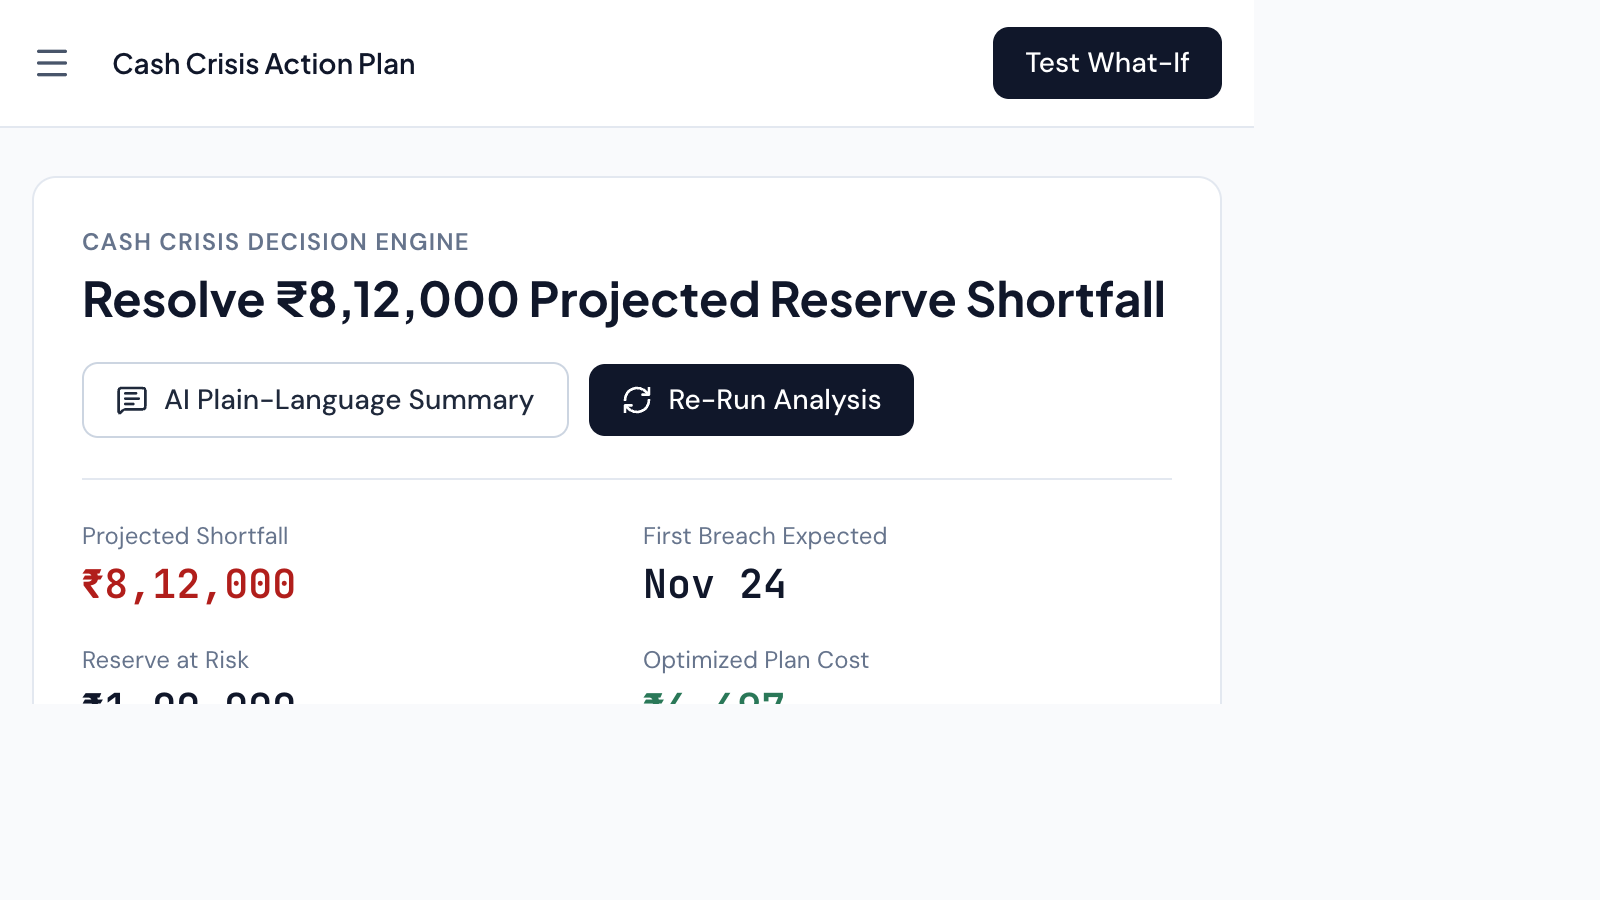 Cash Crisis Action Plan
Test What-If
CASH CRISIS DECISION ENGINE
Resolve ₹8,12,000 Projected Reserve Shortfall
AI Plain-Language Summary
Re-Run Analysis
Projected Shortfall
First Breach Expected
₹8,12,000
Nov 24
Reserve at Risk
Optimized Plan Cost